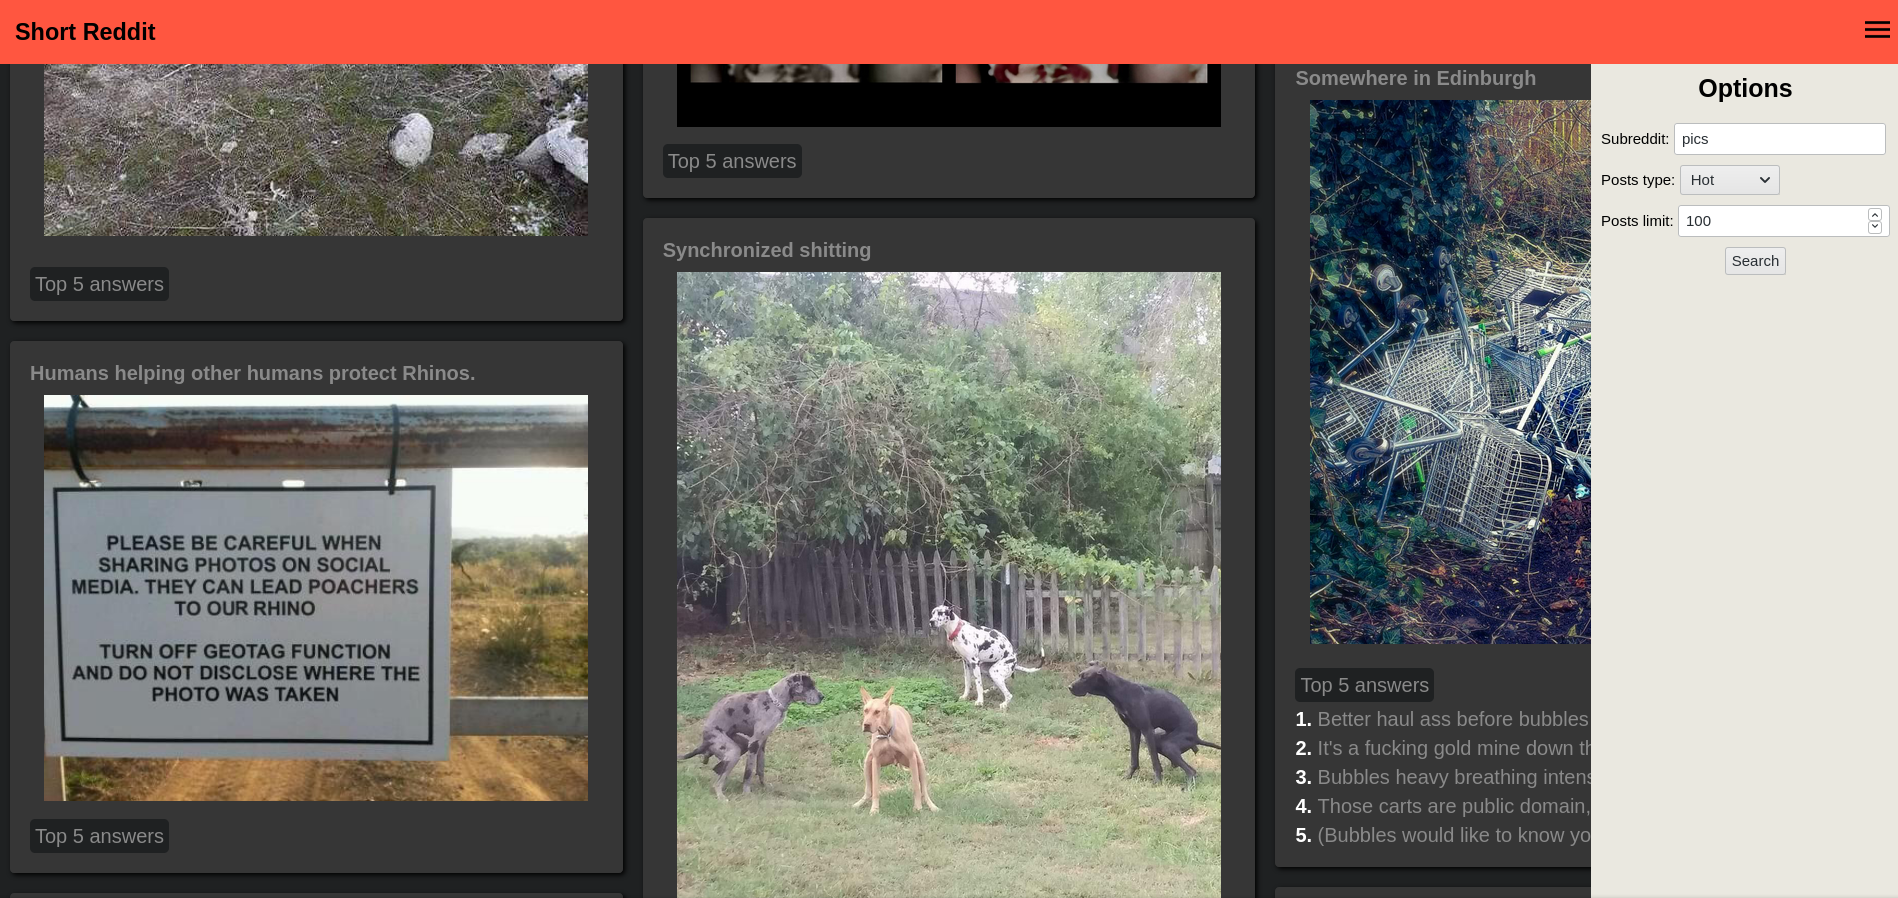 Short Reddit
Top 5 answers
Humans helping other humans protect Rhinos.
PLEASE BE CAREFUL WHEN
SHARING PHOTOS ON SOCIAL
MEDIA. THEY CAN LEAD POACHERS
TO OUR RHINO
TURN OFF GEOTAG FUNCTION
AND DO NOT DISCLOSE WHERE THE
PHOTO WAS TAKEN
Top 5 answers
Top 5 answers
Synchronized shitting
Somewhere in Edinburgh
Top 5 answers
1. Better haul ass before bubbles
2. It's a fucking gold mine down th
3. Bubbles heavy breathing intens
4. Those carts are public domain,
5. (Bubbles would like to know yo
Options
Subreddit: pics
Posts type: Hot
Posts limit: 100
Search